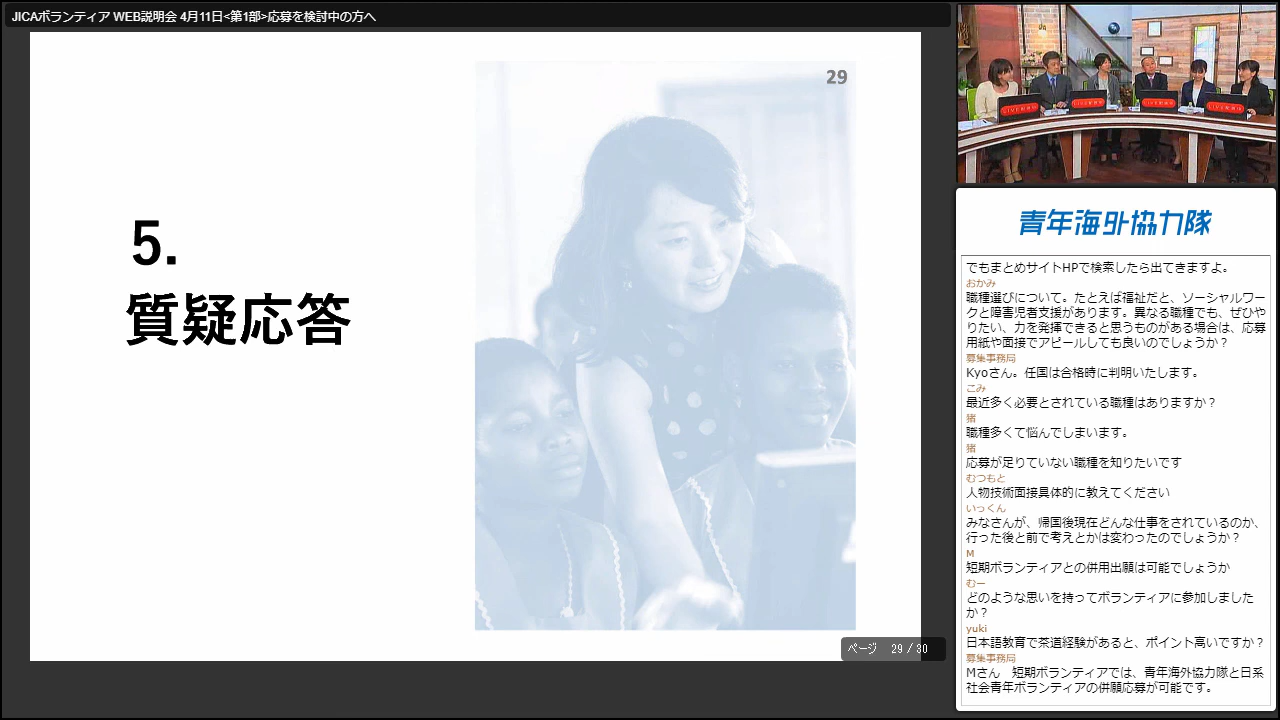 JICAボランティア WEB説明会 4月11日<第1部>応募を検討中の方へ
29
5.
質疑応答
ページ 29 / 30
青年海外協力隊
でもまとめサイトHPで検索したら出てきますよ。
おかみ
職種選びについて。たとえば福祉だと、ソーシャルワー
クと障害児者支援があります。異なる職種でも、ぜひや
りたい、力を発揮できると思うものがある場合は、応募
用紙や面接でアピールしても良いのでしょうか？
募集事務局
Kyoさん。任国は合格時に判明いたします。
こみ
最近多く必要とされている職種はありますか？
猪
職種多くて悩んでしまいます。
猪
応募が足りていない職種を知りたいです
むつもと
人物技術面接具体的に教えてください
いっくん
みなさんが、帰国後現在どんな仕事をされているのか、
行った後と前で考えとかは変わったのでしょうか？
M
短期ボランティアとの併用出願は可能でしょうか
むー
どのような思いを持ってボランティアに参加しました
か？
yuki
日本語教育で茶道経験があると、ポイント高いですか？
募集事務局
Mさん　短期ボランティアでは、青年海外協力隊と日系
社会青年ボランティアの併願応募が可能です。